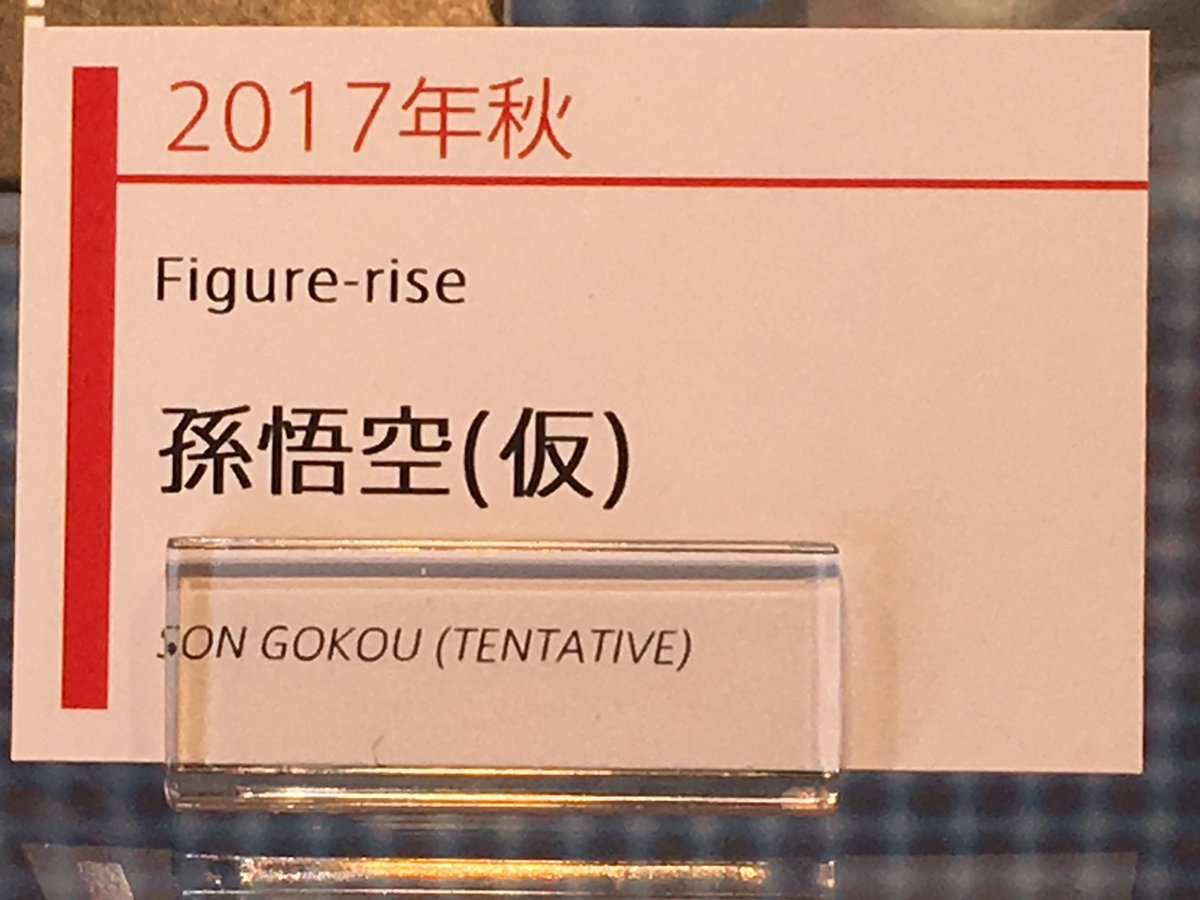 2017年秋
Figure-rise
孫悟空(仮)
SON GOKOU (TENTATIVE)